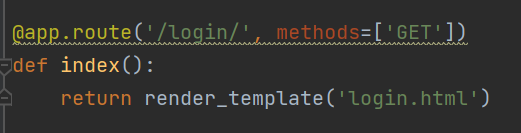 @app.route('/login/', methods=['GET'])
def index():
    return render_template('login.html')